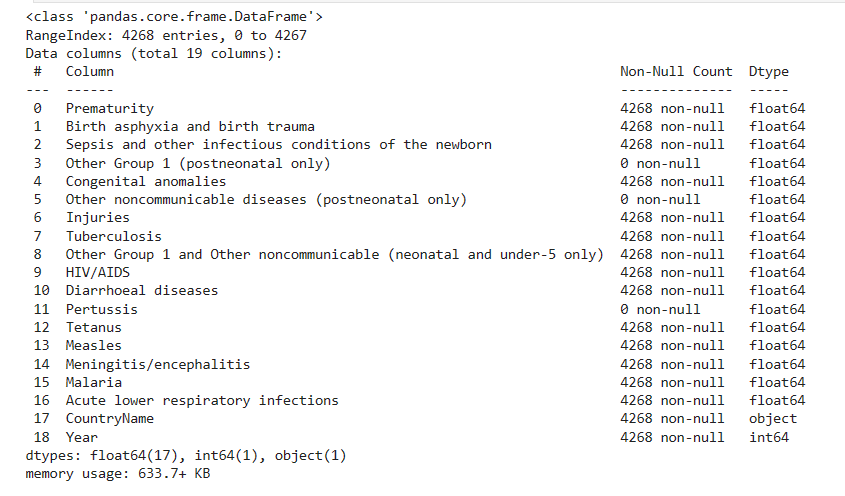 <class 'pandas.core.frame.DataFrame'>
RangeIndex: 4268 entries, 0 to 4267
Data columns (total 19 columns):
 #   Column                                                              Non-Null Count  Dtype
---  ------                                                              --------------  -----
 0   Prematurity                                                         4268 non-null   float64
 1   Birth asphyxia and birth trauma                                     4268 non-null   float64
 2   Sepsis and other infectious conditions of the newborn               4268 non-null   float64
 3   Other Group 1 (postneonatal only)                                   0 non-null      float64
 4   Congenital anomalies                                                4268 non-null   float64
 5   Other noncommunicable diseases (postneonatal only)                  0 non-null      float64
 6   Injuries                                                            4268 non-null   float64
 7   Tuberculosis                                                        4268 non-null   float64
 8   Other Group 1 and Other noncommunicable (neonatal and under-5 only)  4268 non-null   float64
 9   HIV/AIDS                                                            4268 non-null   float64
 10  Diarrhoeal diseases                                                 4268 non-null   float64
 11  Pertussis                                                           0 non-null      float64
 12  Tetanus                                                             4268 non-null   float64
 13  Measles                                                             4268 non-null   float64
 14  Meningitis/encephalitis                                             4268 non-null   float64
 15  Malaria                                                             4268 non-null   float64
 16  Acute lower respiratory infections                                  4268 non-null   float64
 17  CountryName                                                         4268 non-null   object
 18  Year                                                                4268 non-null   int64
dtypes: float64(17), int64(1), object(1)
memory usage: 633.7+ KB